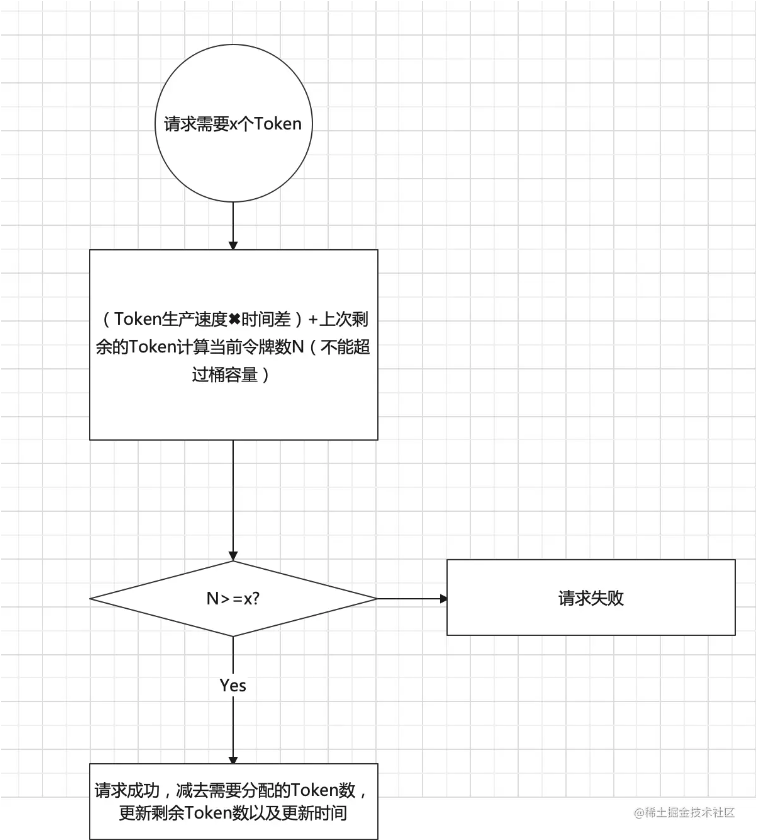 请求需要x个Token
（Token生产速度✖时间差）+上次剩
余的Token计算当前令牌数N（不能超
过桶容量）
N>=x?
请求失败
Yes
请求成功，减去需要分配的Token数，
更新剩余Token数以及更新时间
@稀土掘金技术社区